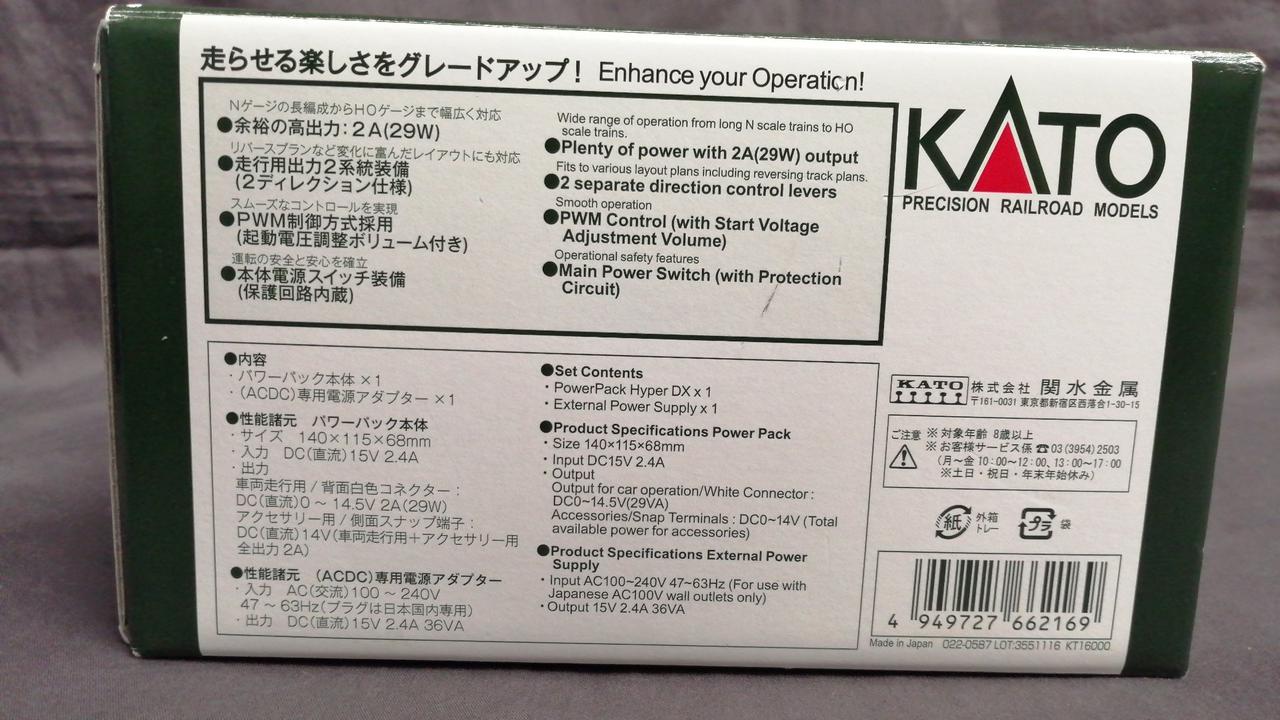 走らせる楽しさをグレードアップ! Enhance your Operation!
Nゲージの長編成からHOゲージまで幅広く対応
●余裕の高出力：2A(29W)
リバースプランなど変化に富んだレイアウトにも対応
●走行用出力2系統装備
(2ディレクション仕様)
スムーズなコントロールを実現
●PWM制御方式採用
(起動電圧調整ボリューム付き)
運転の安全と安心を確立
●本体電源スイッチ装備
(保護回路内蔵)
Wide range of operation from long N scale trains to HO
scale trains.
●Plenty of power with 2A(29W) output
Fits to various layout plans including reversing track plans.
●2 separate direction control levers
Smooth operation
●PWM Control (with Start Voltage
Adjustment Volume)
Operational safety features
●Main Power Switch (with Protection
Circuit)
KATO
PRECISION RAILROAD MODELS
●内容
・パワーパック本体 ×1
・(ACDC)専用電源アダプター ×1
●性能諸元　パワーパック本体
・サイズ　140×115×68mm
・入力　DC(直流)15V 2.4A
・出力
車両走行用 / 背面白色コネクター：
DC(直流)0 ～ 14.5V 2A(29W)
アクセサリー用 / 側面スナップ端子：
DC(直流)14V(車両走行用＋アクセサリー用
全出力 2A)
●性能諸元　(ACDC)専用電源アダプター
・入力　AC(交流)100 ～ 240V
47 ～ 63Hz(プラグは日本国内専用)
・出力　DC(直流)15V 2.4A 36VA
●Set Contents
・PowerPack Hyper DX x 1
・External Power Supply x 1
●Product Specifications Power Pack
・Size 140×115×68mm
・Input DC15V 2.4A
・Output
Output for car operation/White Connector :
DC0~14.5V(29VA)
Accessories/Snap Terminals : DC0~14V (Total
available power for accessories)
●Product Specifications External Power
Supply
・Input AC100~240V 47~63Hz (For use with
Japanese AC100V wall outlets only)
・Output 15V 2.4A 36VA
KATO 株式会社 関水金属
〒161-0031 東京都新宿区西落合1-30-15
ご注意 ※ 対象年齢 8歳以上
※ お客様サービス係 ☎03(3954)2503
(月～金 10:00～12:00、13:00～17:00
※土日・祝日・年末年始休み)
紙 外箱
トレー
プラ 袋
4 949727 662169
Made in Japan 022-0587 LOT:3551116 KT16000